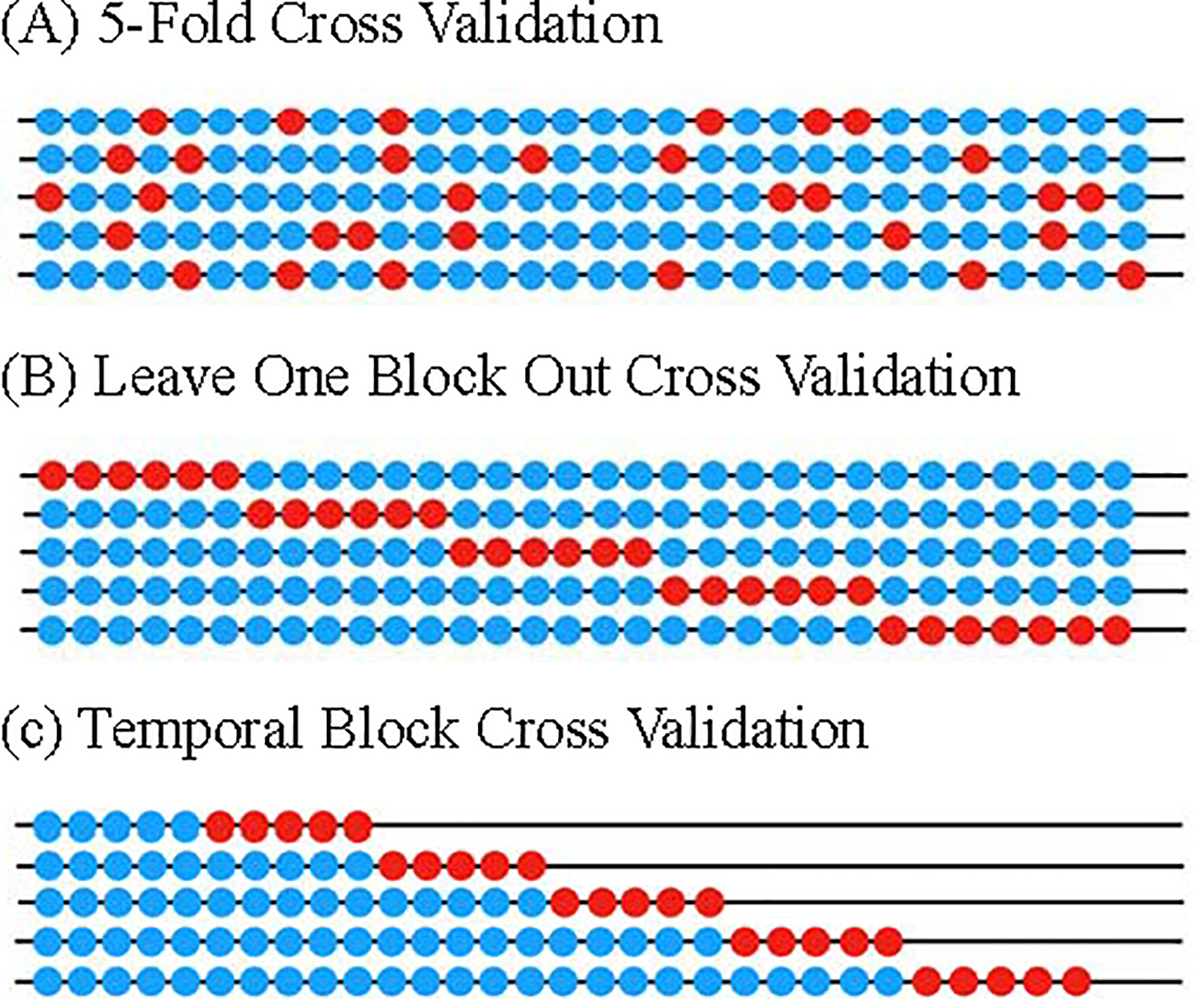 (A) 5-Fold Cross Validation
(B) Leave One Block Out Cross Validation
(c) Temporal Block Cross Validation